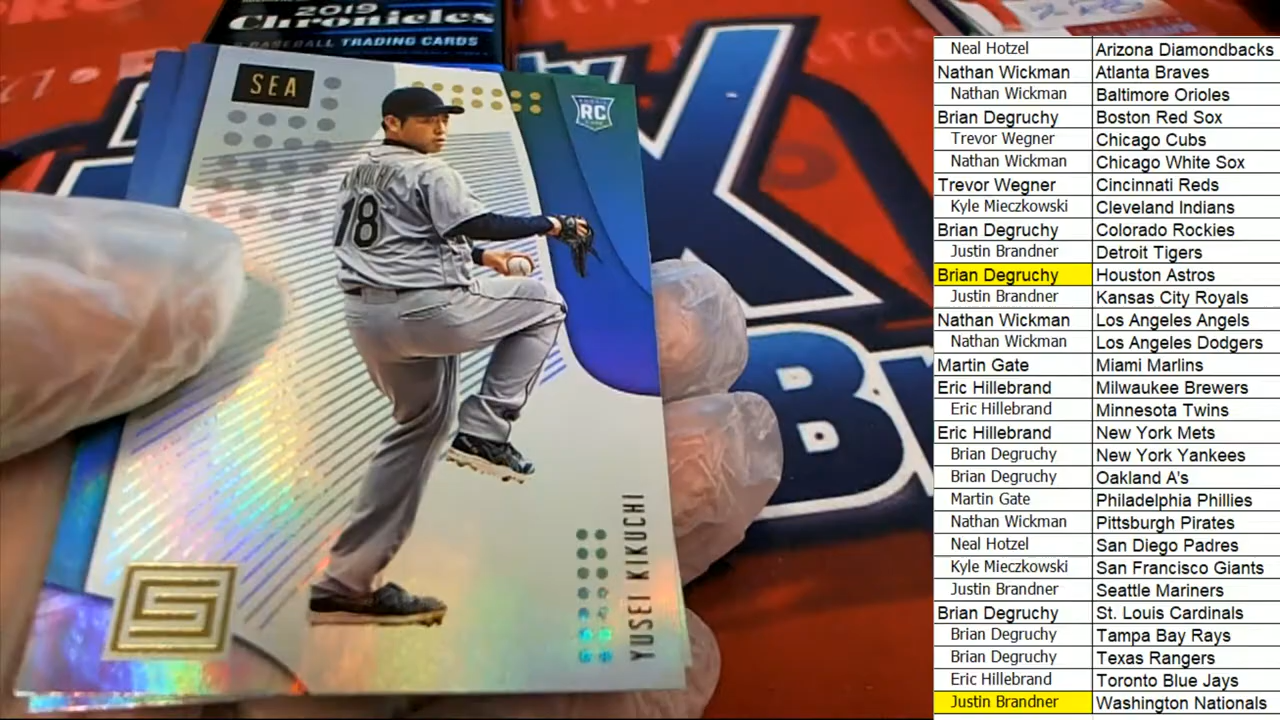 2019
Chronicles
BASEBALL TRADING CARDS
SEA
RC
KIKUCHI
18
YUSEI KIKUCHI
Neal Hotzel Arizona Diamondbacks
Nathan Wickman Atlanta Braves
Nathan Wickman Baltimore Orioles
Brian Degruchy Boston Red Sox
Trevor Wegner Chicago Cubs
Nathan Wickman Chicago White Sox
Trevor Wegner Cincinnati Reds
Kyle Mieczkowski Cleveland Indians
Brian Degruchy Colorado Rockies
Justin Brandner Detroit Tigers
Brian Degruchy Houston Astros
Justin Brandner Kansas City Royals
Nathan Wickman Los Angeles Angels
Nathan Wickman Los Angeles Dodgers
Martin Gate Miami Marlins
Eric Hillebrand Milwaukee Brewers
Eric Hillebrand Minnesota Twins
Eric Hillebrand New York Mets
Brian Degruchy New York Yankees
Brian Degruchy Oakland A's
Martin Gate Philadelphia Phillies
Nathan Wickman Pittsburgh Pirates
Neal Hotzel San Diego Padres
Kyle Mieczkowski San Francisco Giants
Justin Brandner Seattle Mariners
Brian Degruchy St. Louis Cardinals
Brian Degruchy Tampa Bay Rays
Brian Degruchy Texas Rangers
Eric Hillebrand Toronto Blue Jays
Justin Brandner Washington Nationals